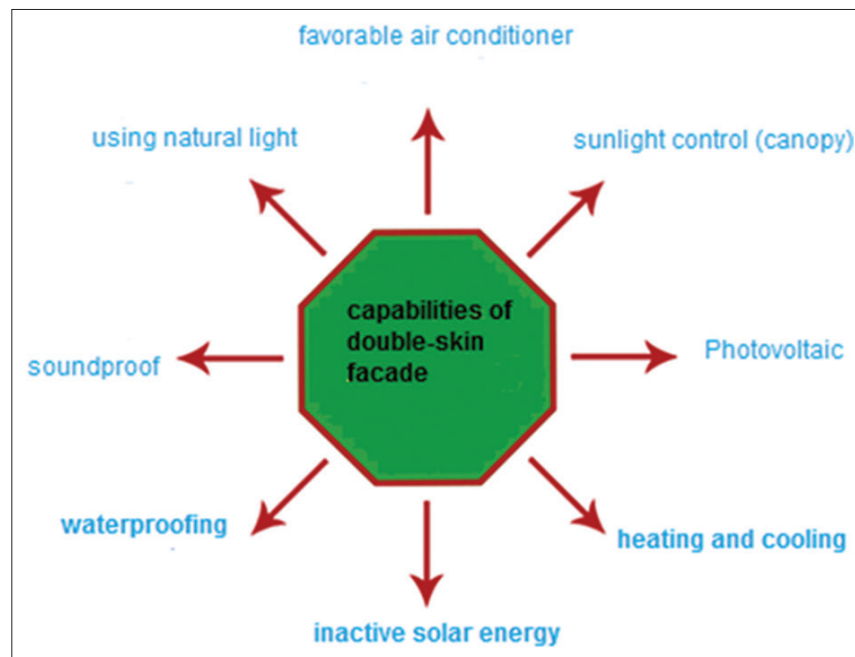 favorable air conditioner
using natural light
sunlight control (canopy)
capabilities of
double-skin
facade
soundproof
Photovoltaic
waterproofing
heating and cooling
inactive solar energy